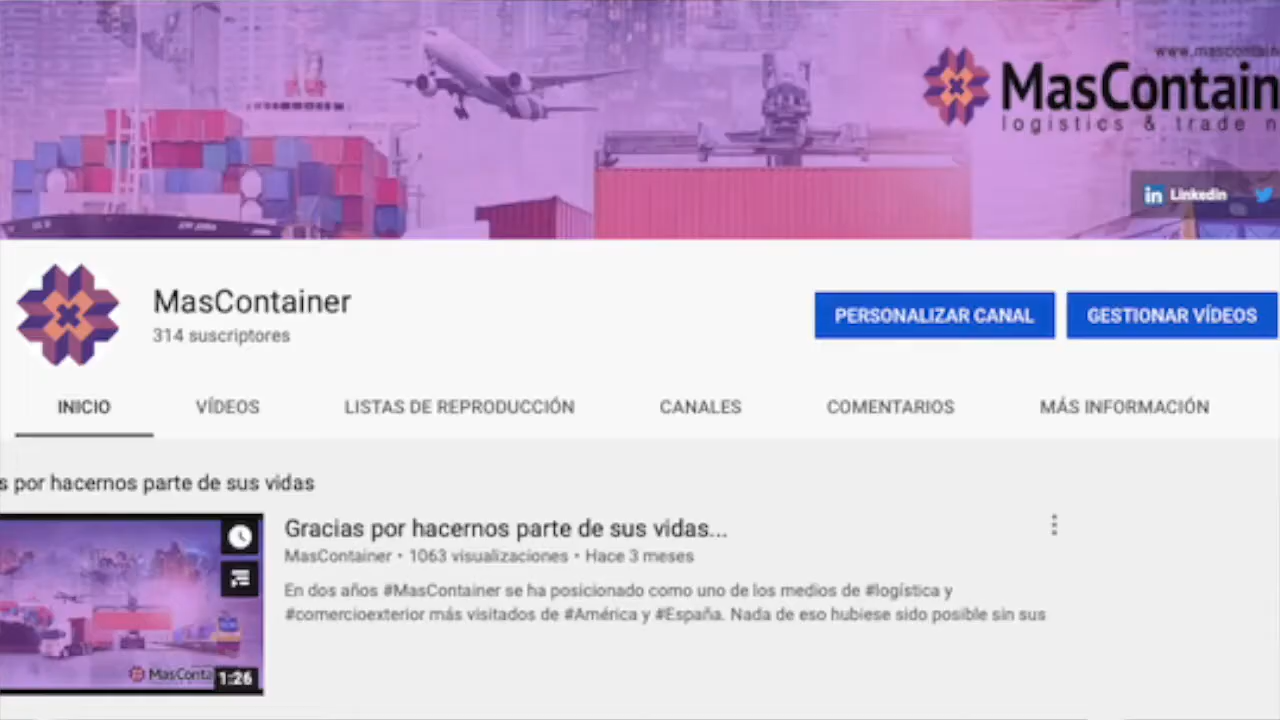 www.mascontain
MasContain
logistics & trade n
Linkedin
MasContainer
314 suscriptores
PERSONALIZAR CANAL
GESTIONAR VÍDEOS
INICIO
VÍDEOS
LISTAS DE REPRODUCCIÓN
CANALES
COMENTARIOS
MÁS INFORMACIÓN
s por hacernos parte de sus vidas
Gracias por hacernos parte de sus vidas...
MasContainer • 1063 visualizaciones • Hace 3 meses
En dos años #MasContainer se ha posicionado como uno de los medios de #logística y
#comercioexterior más visitados de #América y #España. Nada de eso hubiese sido posible sin sus
MasConta
1:26